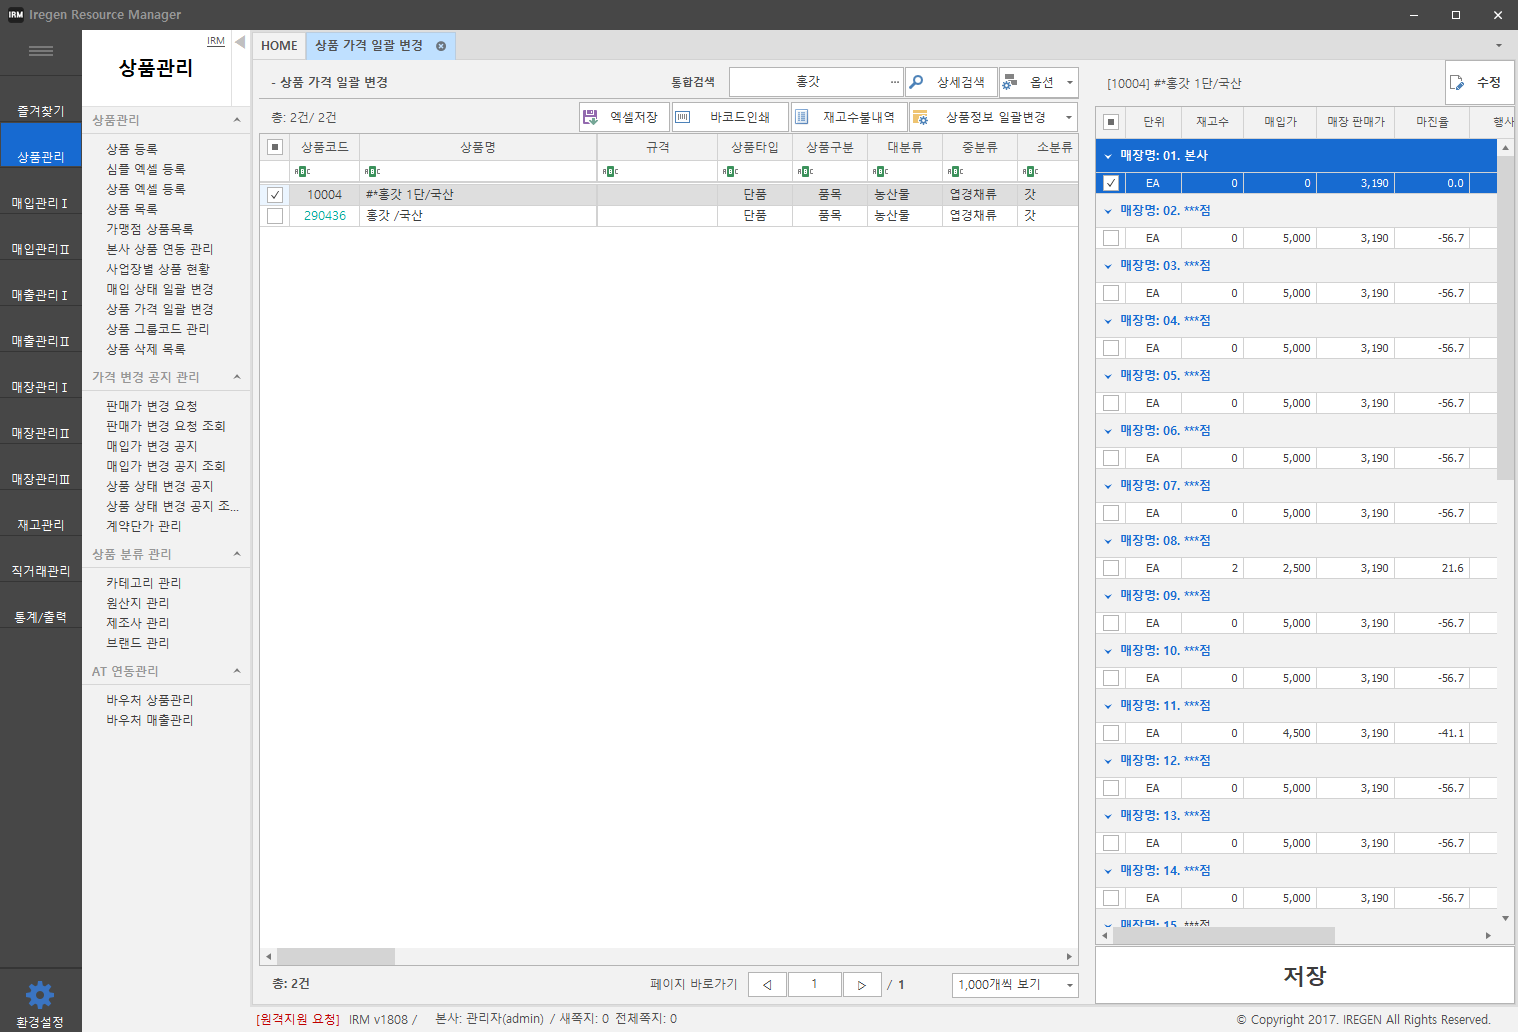 IRM Iregen Resource Manager
즐겨찾기
상품관리
매입관리 I
매입관리 II
매출관리 I
매출관리 II
매장관리 I
매장관리 II
매장관리 III
재고관리
직거래관리
통계/출력
환경설정
IRM
상품관리
상품관리
상품 등록
심플 엑셀 등록
상품 엑셀 등록
상품 목록
가맹점 상품목록
본사 상품 연동 관리
사업장별 상품 현황
매입 상태 일괄 변경
상품 가격 일괄 변경
상품 그룹코드 관리
상품 삭제 목록
가격 변경 공지 관리
판매가 변경 요청
판매가 변경 요청 조회
매입가 변경 공지
매입가 변경 공지 조회
상품 상태 변경 공지
상품 상태 변경 공지 조...
계약단가 관리
상품 분류 관리
카테고리 관리
원산지 관리
제조사 관리
브랜드 관리
AT 연동관리
바우처 상품관리
바우처 매출관리
HOME 상품 가격 일괄 변경
- 상품 가격 일괄 변경 통합검색 홍갓 ... 상세검색 옵션
총: 2건/ 2건 엑셀저장 바코드인쇄 재고수불내역 상품정보 일괄변경
상품코드 상품명 규격 상품타입 상품구분 대분류 중분류 소분류
10004 #*홍갓 1단/국산 단품 품목 농산물 엽경채류 갓
290436 홍갓 /국산 단품 품목 농산물 엽경채류 갓
총: 2건 페이지 바로가기 1 / 1 1,000개씩 보기
[10004] #*홍갓 1단/국산 수정
단위 재고수 매입가 매장 판매가 마진율 행사
매장명: 01. 본사
EA 0 0 3,190 0.0
매장명: 02. ***점
EA 0 5,000 3,190 -56.7
매장명: 03. ***점
EA 0 5,000 3,190 -56.7
매장명: 04. ***점
EA 0 5,000 3,190 -56.7
매장명: 05. ***점
EA 0 5,000 3,190 -56.7
매장명: 06. ***점
EA 0 5,000 3,190 -56.7
매장명: 07. ***점
EA 0 5,000 3,190 -56.7
매장명: 08. ***점
EA 2 2,500 3,190 21.6
매장명: 09. ***점
EA 0 5,000 3,190 -56.7
매장명: 10. ***점
EA 0 5,000 3,190 -56.7
매장명: 11. ***점
EA 0 4,500 3,190 -41.1
매장명: 12. ***점
EA 0 5,000 3,190 -56.7
매장명: 13. ***점
EA 0 5,000 3,190 -56.7
매장명: 14. ***점
EA 0 5,000 3,190 -56.7
매장명: 15. ***점
저장
[원격지원 요청] IRM v1808 / 본사: 관리자(admin) / 새쪽지: 0 전체쪽지: 0
© Copyright 2017. IREGEN All Rights Reserved.